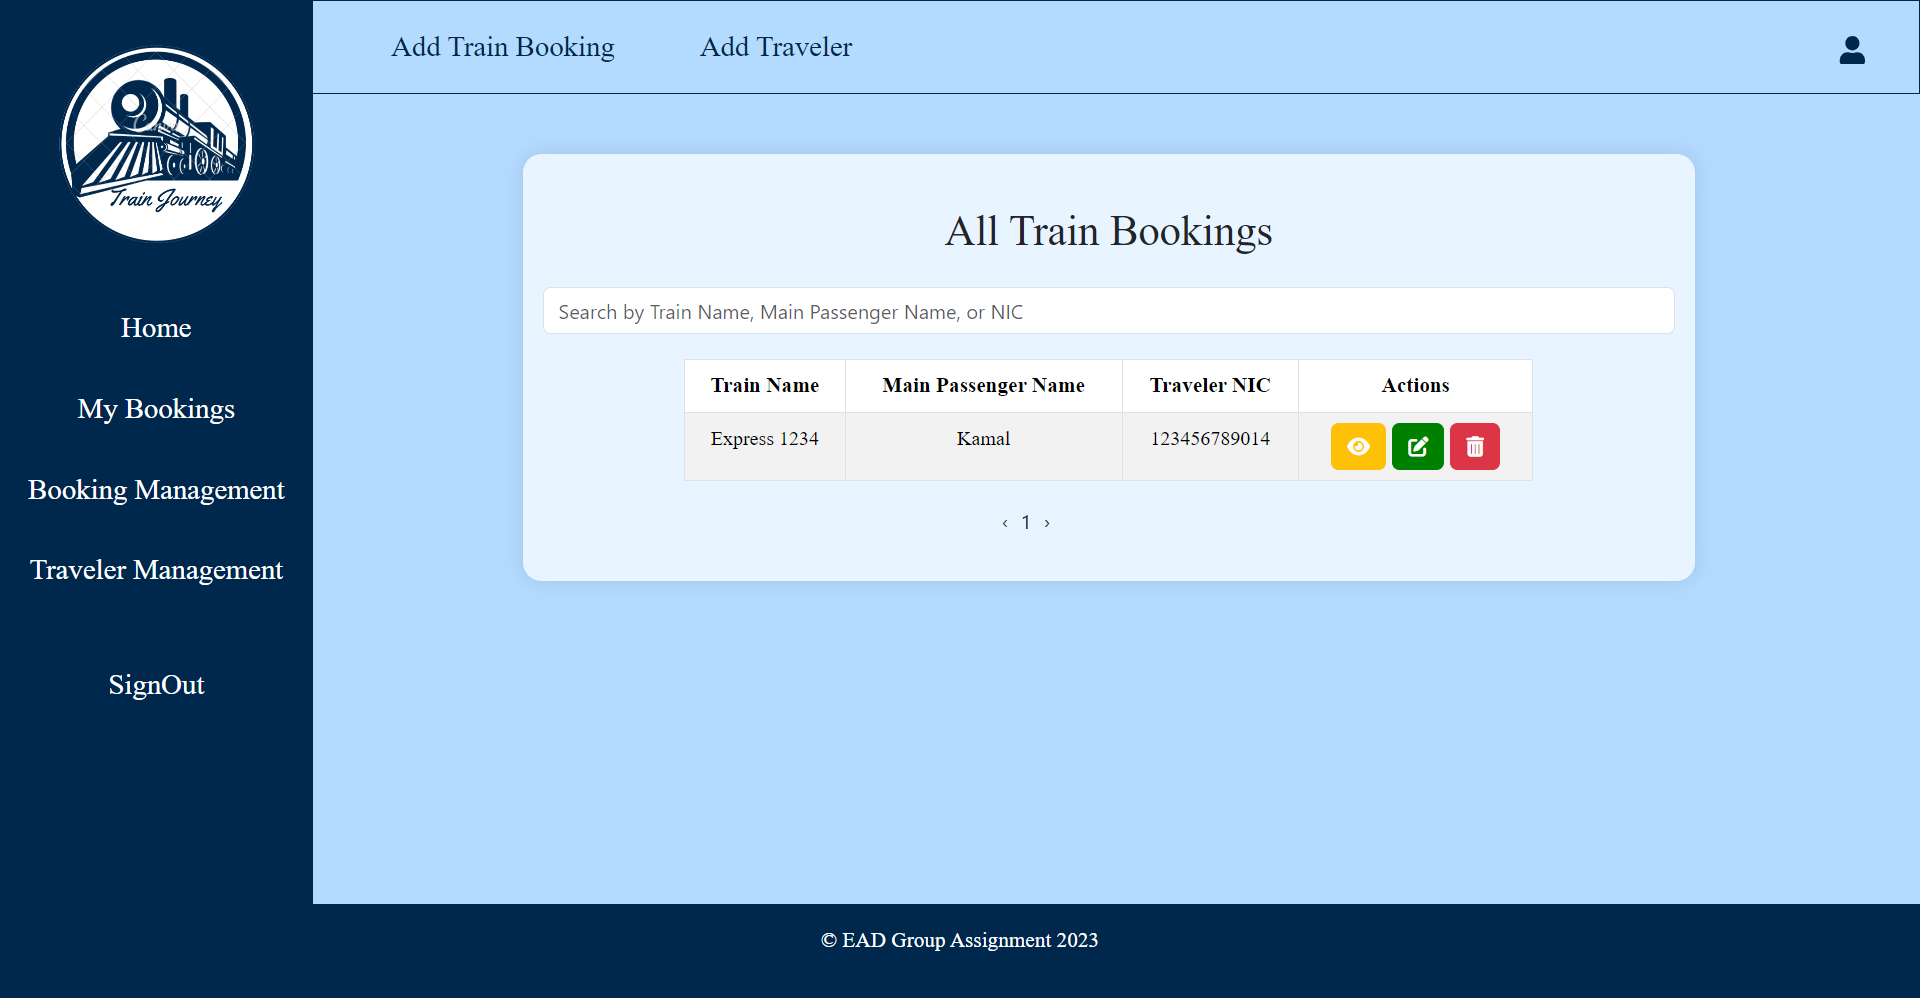 Train Journey
Home
My Bookings
Booking Management
Traveler Management
SignOut
Add Train Booking Add Traveler
All Train Bookings
Search by Train Name, Main Passenger Name, or NIC
Train Name Main Passenger Name Traveler NIC Actions
Express 1234 Kamal 123456789014
‹ 1 ›
© EAD Group Assignment 2023